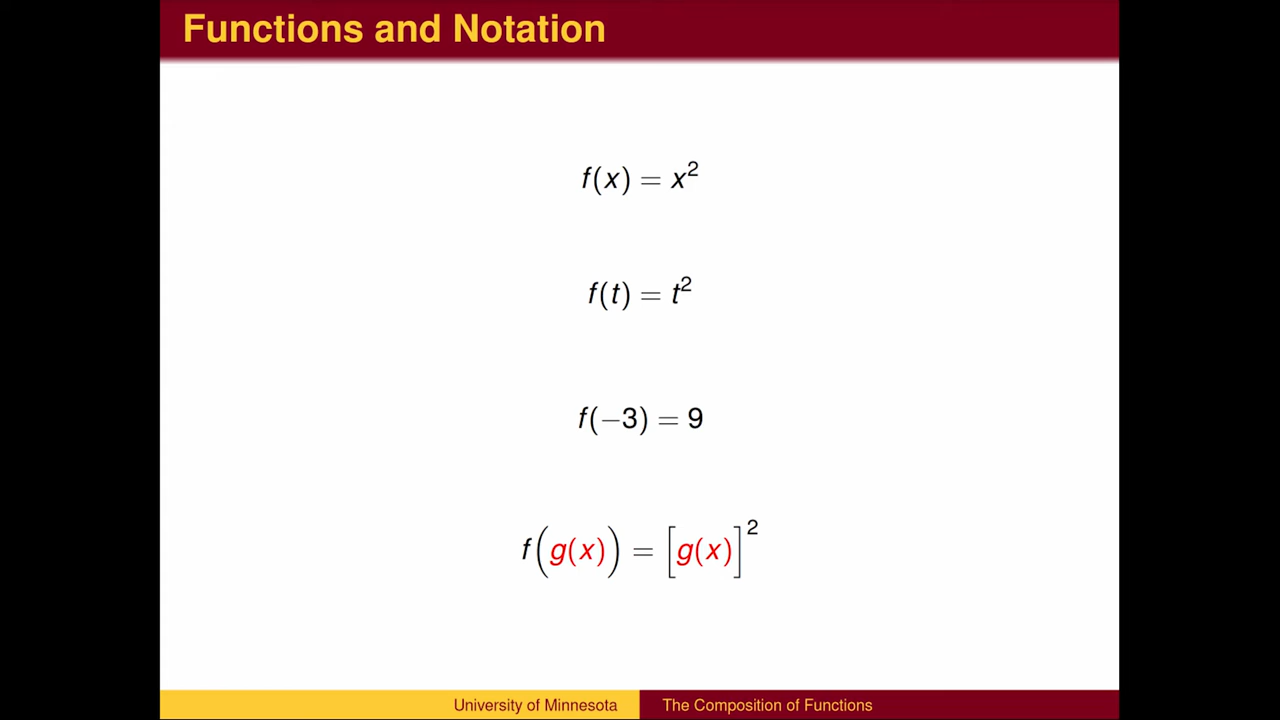 Functions and Notation
f(x) = x²
f(t) = t²
f(−3) = 9
f(g(x)) = [g(x)]²
University of Minnesota
The Composition of Functions